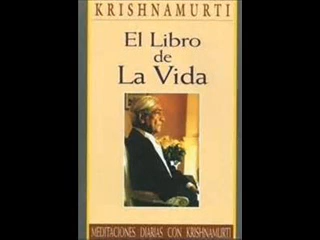 KRISHNAMURTI
El Libro
de
La Vida
MEDITACIONES DIARIAS CON KRISHNAMURTI